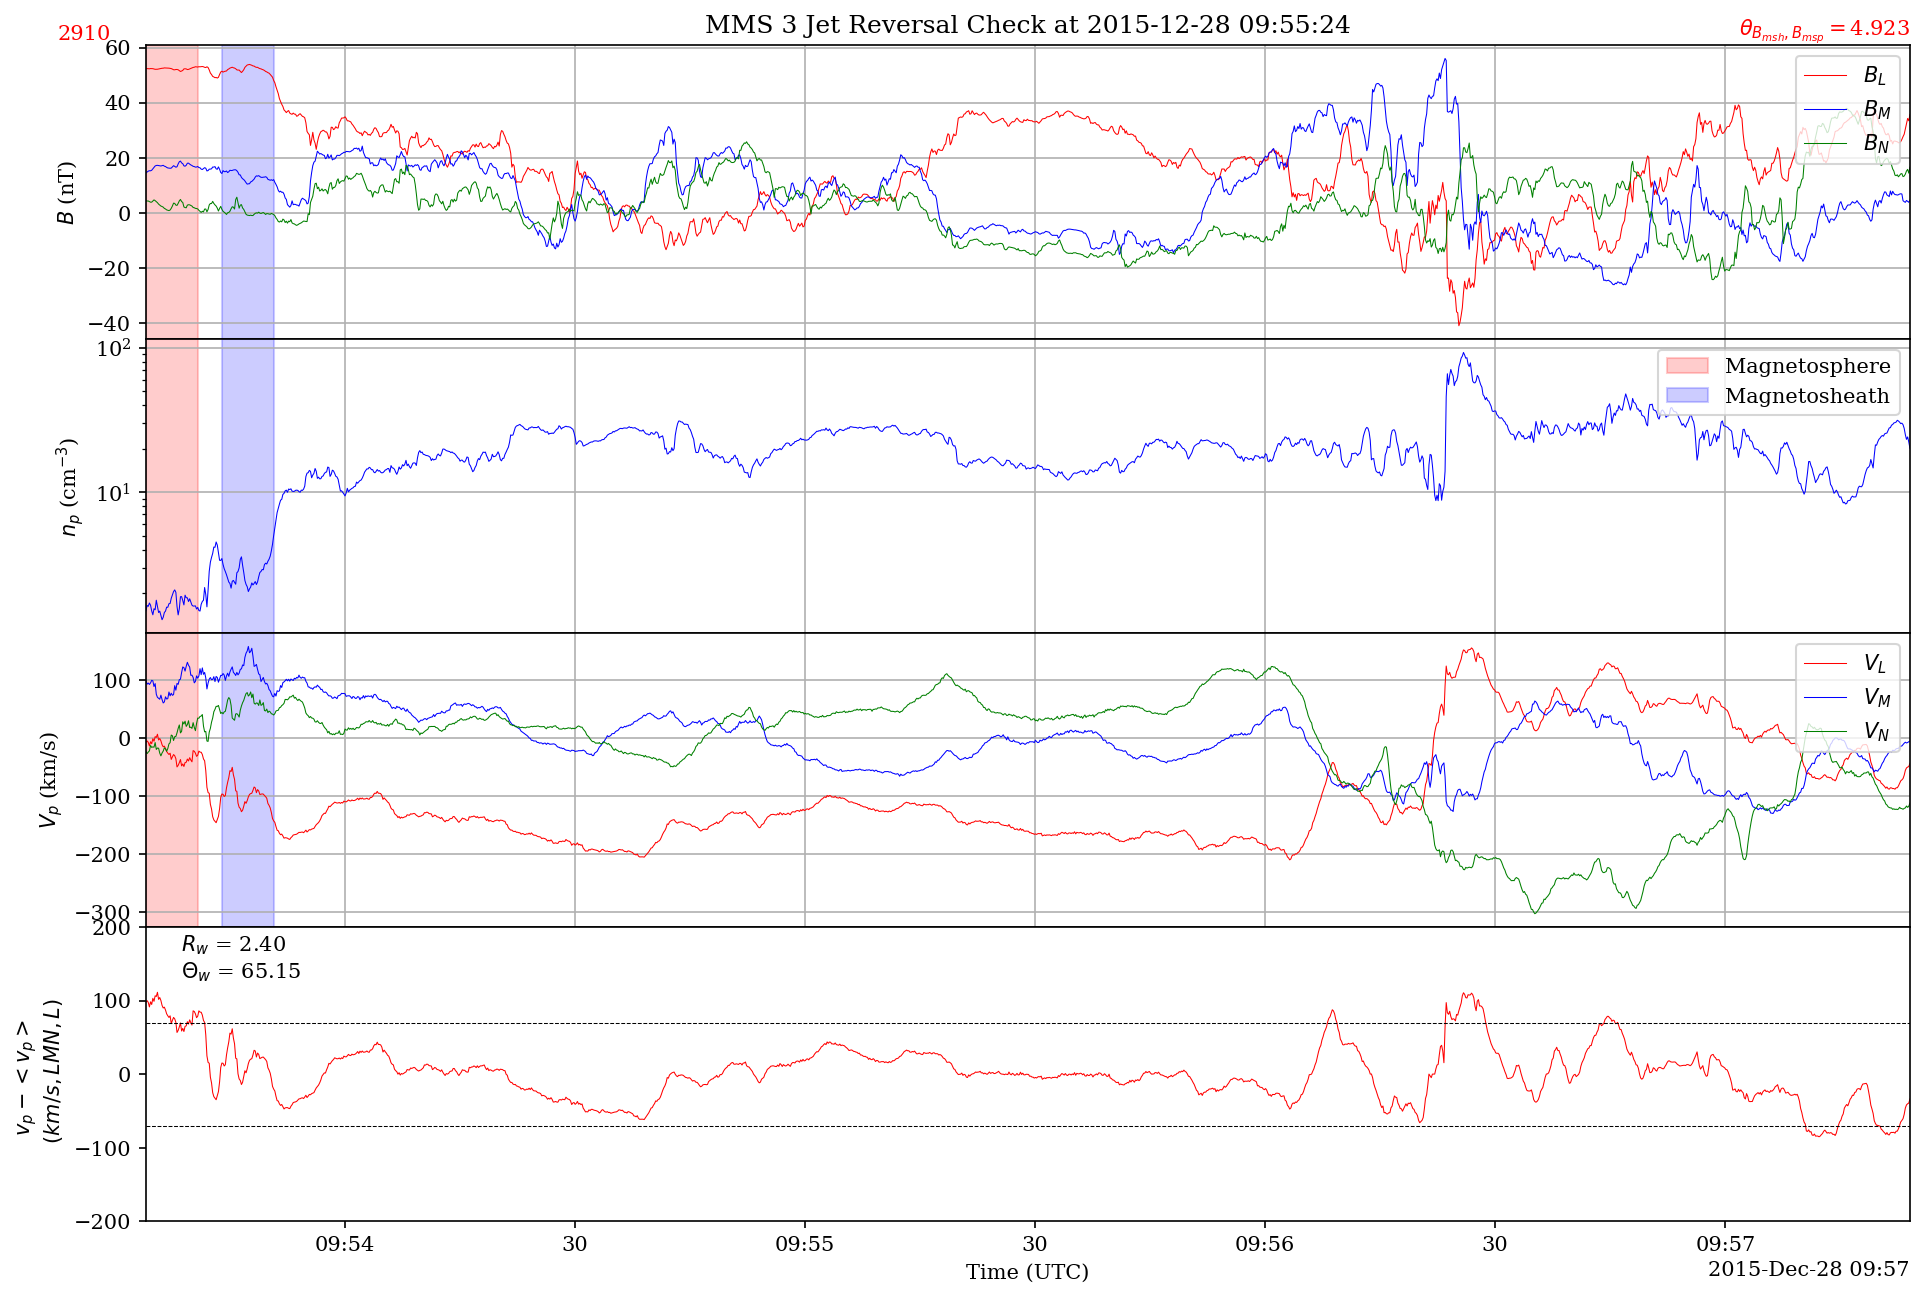 MMS 3 Jet Reversal Check at 2015-12-28 09:55:24
2910
θ_{B_{msh}, B_{msp}} = 4.923
60
40
20
0
−20
−40
B (nT)
B_L
B_M
B_N
10²
10¹
n_p (cm⁻³)
Magnetosphere
Magnetosheath
100
0
−100
−200
−300
V_p (km/s)
V_L
V_M
V_N
200
100
0
−100
−200
v_p − <v_p>
(km/s, LMN, L)
R_w = 2.40
Θ_w = 65.15
09:54 30 09:55 30 09:56 30 09:57
Time (UTC)
2015-Dec-28 09:57